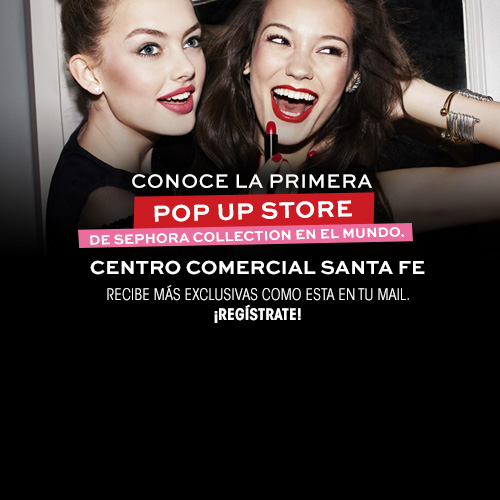 CONOCE LA PRIMERA
POP UP STORE
DE SEPHORA COLLECTION EN EL MUNDO.
CENTRO COMERCIAL SANTA FE
RECIBE MÁS EXCLUSIVAS COMO ESTA EN TU MAIL.
¡REGÍSTRATE!